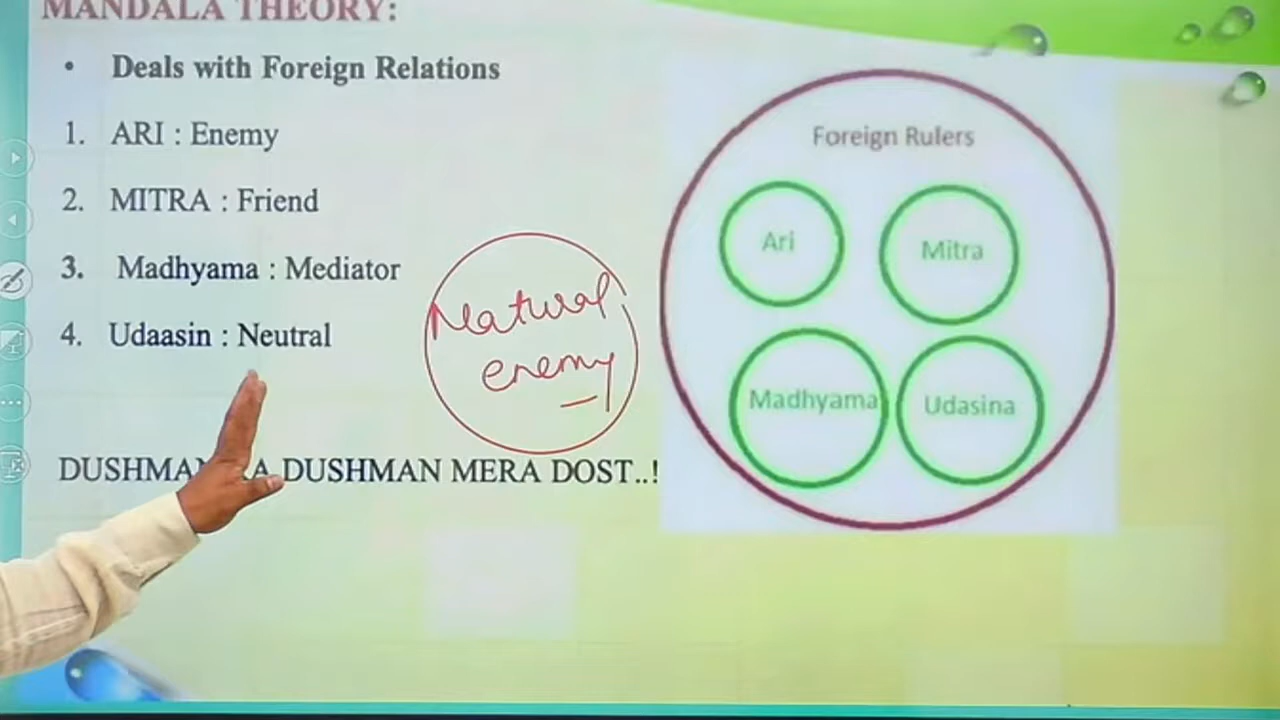 MANDALA THEORY:
• Deals with Foreign Relations
1. ARI : Enemy
2. MITRA : Friend
3. Madhyama : Mediator
4. Udaasin : Neutral
Natural
enemy
DUSHMAN DUSHMAN MERA DOST..!
Foreign Rulers
Ari
Mitra
Madhyama
Udasina